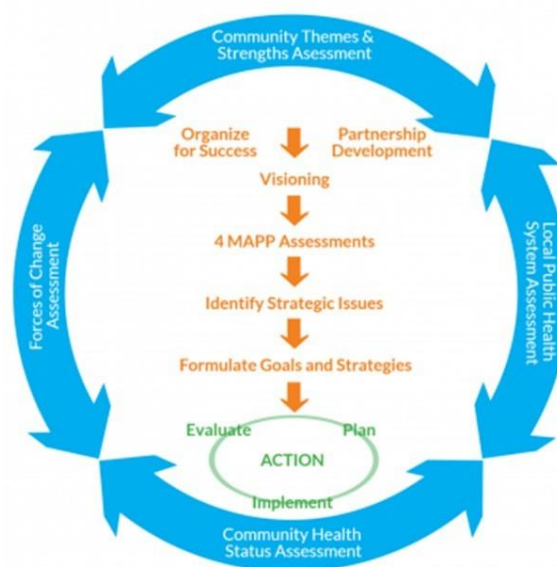 Community Themes &
Strengths Asessment
Organize
for Success
Partnership
Development
Visioning
4 MAPP Assessments
Identify Strategic Issues
Formulate Goals and Strategies
Evaluate
Plan
ACTION
Implement
Community Health
Status Assessment
Forces of Change
Assessment
Local Public Health
System Assessment